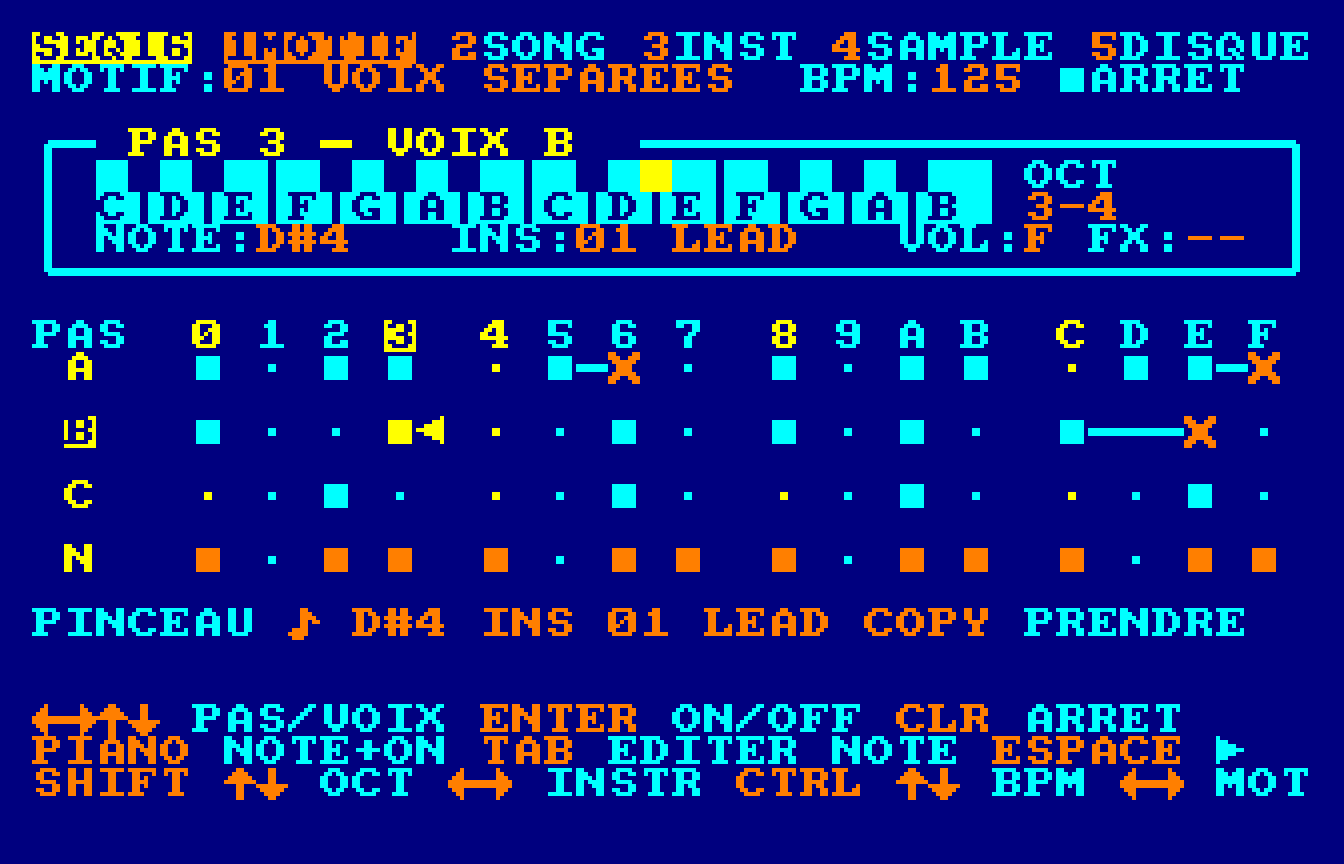 SEQ16 1MOTIF 2SONG 3INST 4SAMPLE 5DISQUE
MOTIF:01 VOIX SEPAREES BPM:125 ■ARRET
PAS 3 — VOIX B
OCT
C D E F G A B C D E F G A B 3-4
NOTE:D#4 INS:01 LEAD VOL:F FX:--
PAS 0 1 2 3 4 5 6 7 8 9 A B C D E F
A
B
C
N
PINCEAU ♪ D#4 INS 01 LEAD COPY PRENDRE
↔↑↓ PAS/VOIX ENTER ON/OFF CLR ARRET
PIANO NOTE+ON TAB EDITER NOTE ESPACE ►
SHIFT ↑↓ OCT ↔ INSTR CTRL ↑↓ BPM ↔ MOT